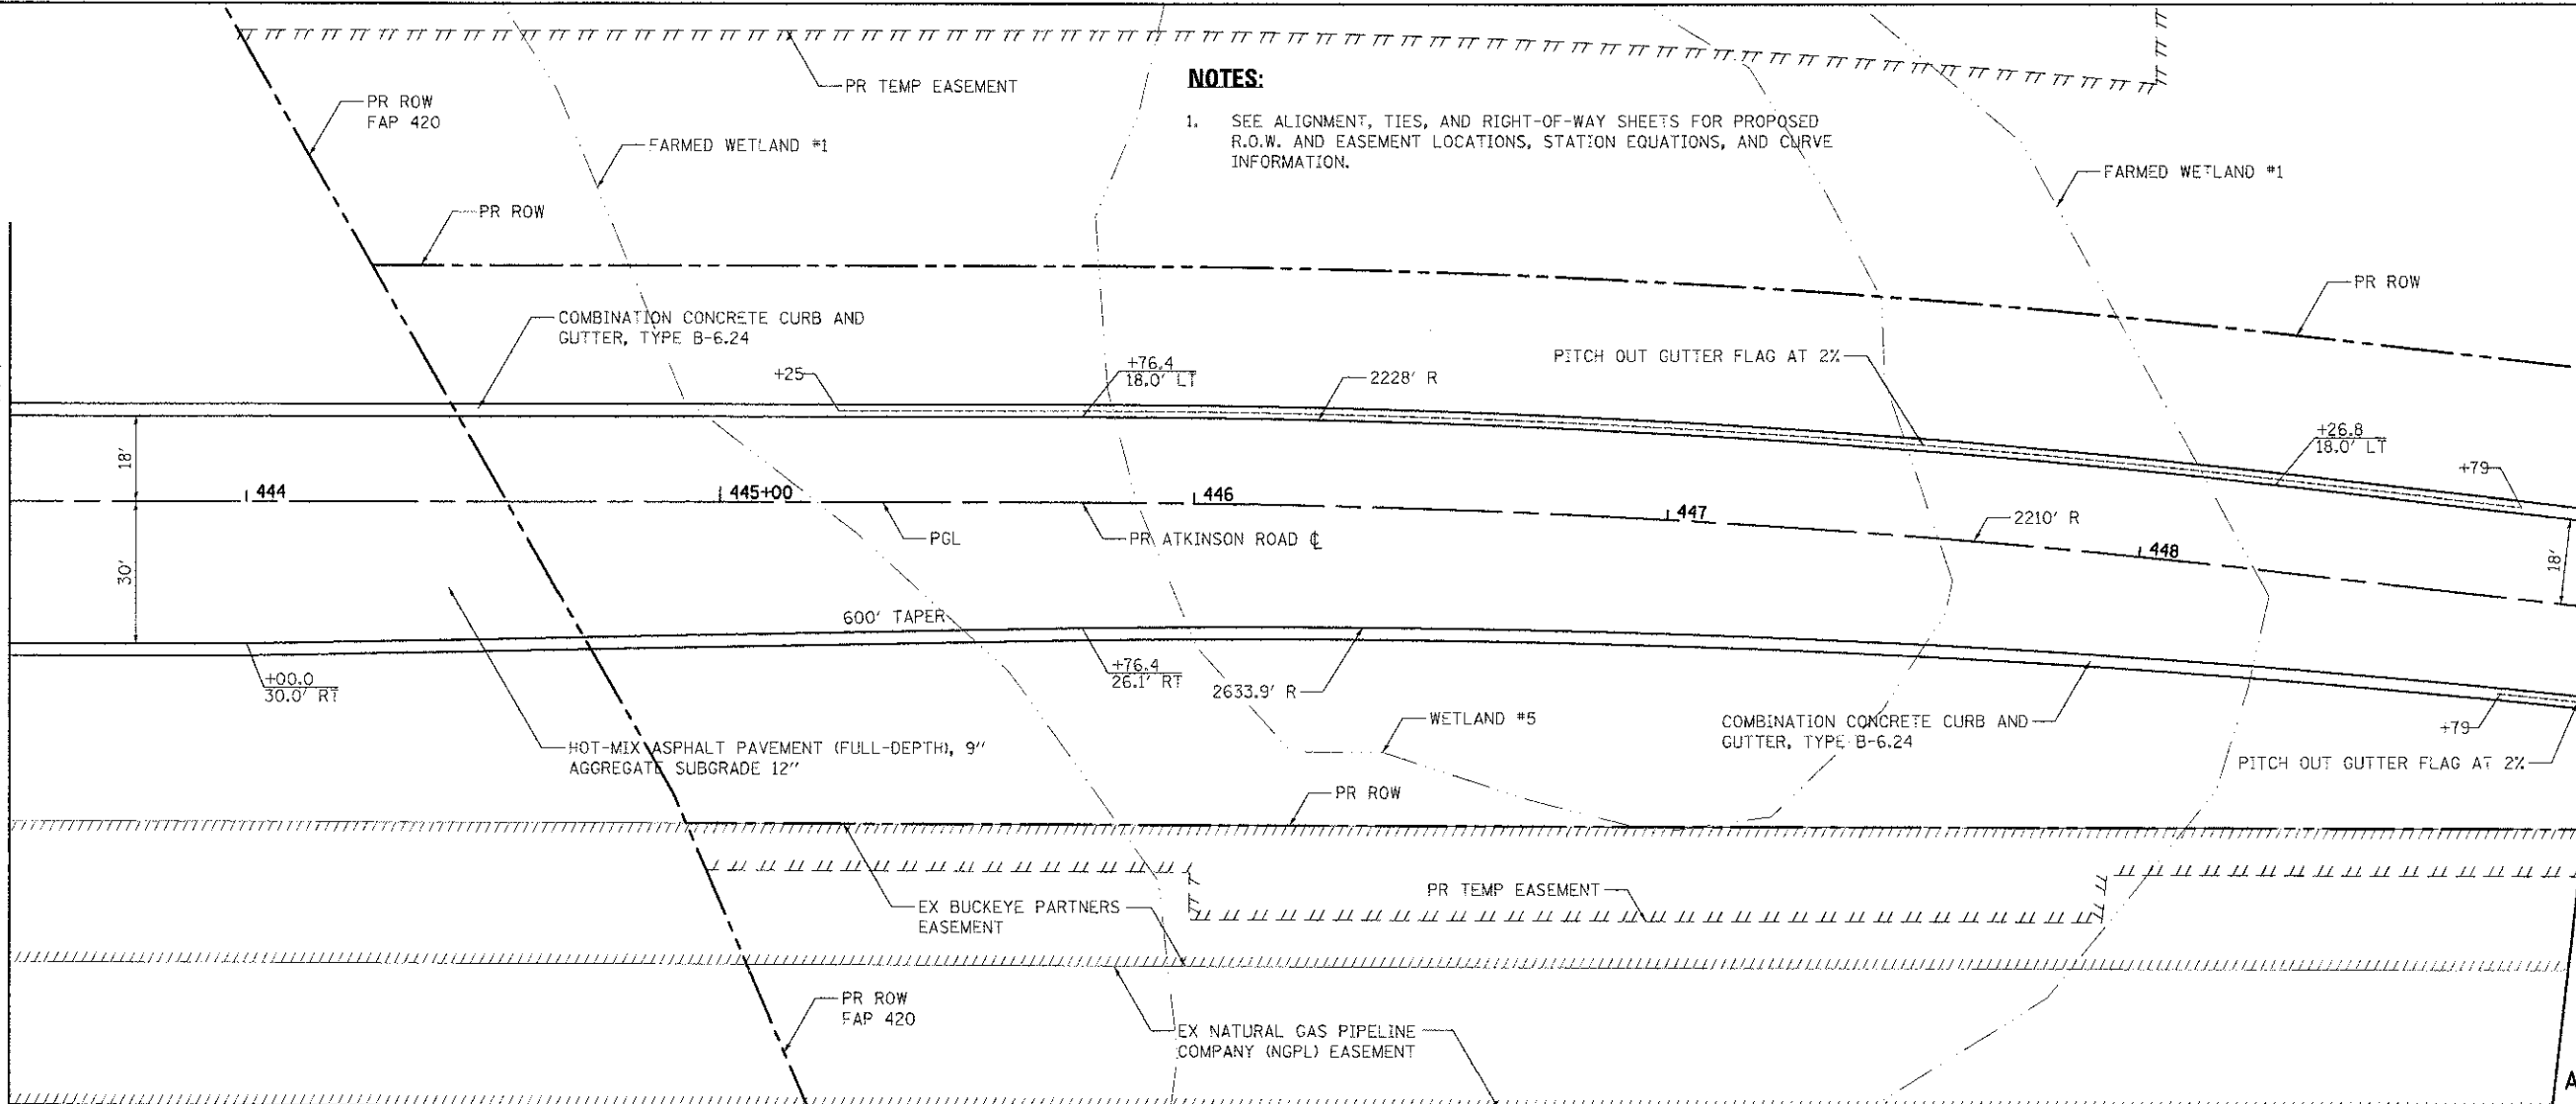 PR TEMP EASEMENT
NOTES:
1. SEE ALIGNMENT, TIES, AND RIGHT-OF-WAY SHEETS FOR PROPOSED
R.O.W. AND EASEMENT LOCATIONS, STATION EQUATIONS, AND CURVE
INFORMATION.
PR ROW
FAP 420
FARMED WETLAND #1
FARMED WETLAND #1
PR ROW
PR ROW
COMBINATION CONCRETE CURB AND
GUTTER, TYPE B-6.24
+25
+76.4
18.0' LT
2228' R
PITCH OUT GUTTER FLAG AT 2%
+26.8
18.0' LT
+79
18'
444
445+00
446
447
448
PGL
PR ATKINSON ROAD ℄
2210' R
18'
30'
600' TAPER
+00.0
30.0' RT
+76.4
26.1' RT
2633.9' R
WETLAND #5
COMBINATION CONCRETE CURB AND
GUTTER, TYPE B-6.24
+79
PITCH OUT GUTTER FLAG AT 2%
HOT-MIX ASPHALT PAVEMENT (FULL-DEPTH), 9"
AGGREGATE SUBGRADE 12"
PR ROW
PR TEMP EASEMENT
EX BUCKEYE PARTNERS
EASEMENT
PR ROW
FAP 420
EX NATURAL GAS PIPELINE
COMPANY (NGPL) EASEMENT
A